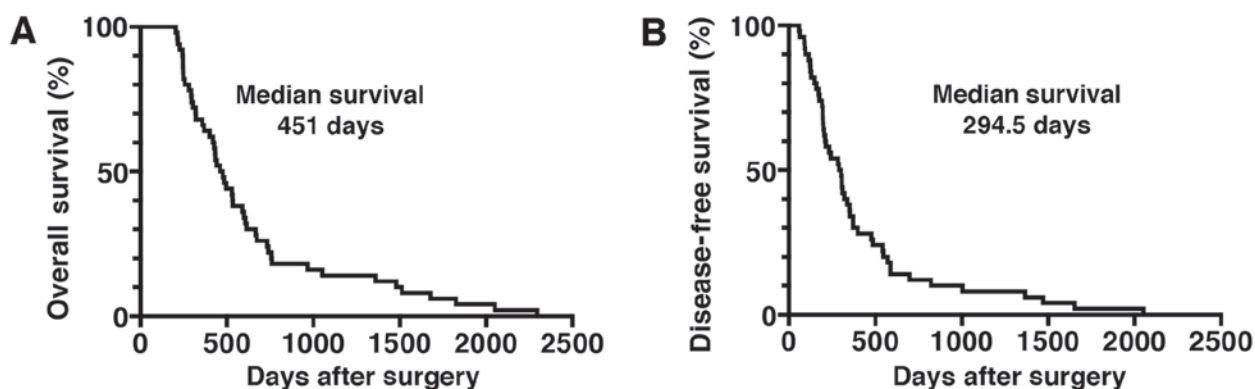 A
Overall survival (%)
100
50
0
Median survival
451 days
0 500 1000 1500 2000 2500
Days after surgery
B
Disease-free survival (%)
100
50
0
Median survival
294.5 days
0 500 1000 1500 2000 2500
Days after surgery